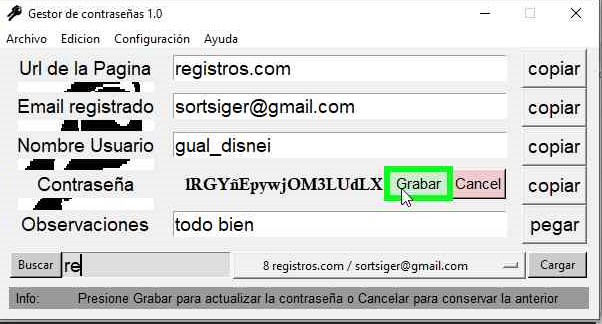 Gestor de contraseñas 1.0
Archivo Edicion Configuración Ayuda
Url de la Pagina registros.com copiar
Email registrado sortsiger@gmail.com copiar
Nombre Usuario gual_disnei copiar
Contraseña lRGYñEpywjOM3LUdLX Grabar Cancel copiar
Observaciones todo bien pegar
Buscar re 8 registros.com / sortsiger@gmail.com Cargar
Info: Presione Grabar para actualizar la contraseña o Cancelar para conservar la anterior